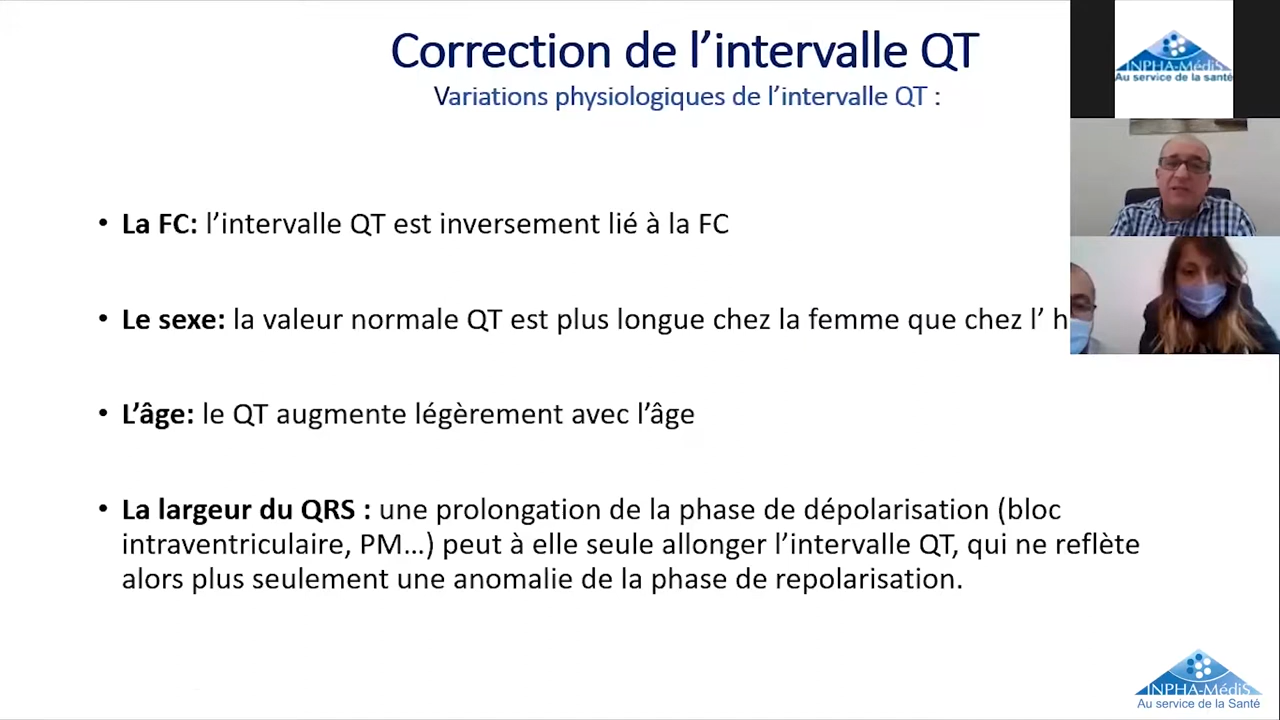 Correction de l’intervalle QT
Variations physiologiques de l’intervalle QT :
• La FC: l’intervalle QT est inversement lié à la FC
• Le sexe: la valeur normale QT est plus longue chez la femme que chez l’ h
• L’âge: le QT augmente légèrement avec l’âge
• La largeur du QRS : une prolongation de la phase de dépolarisation (bloc
intraventriculaire, PM…) peut à elle seule allonger l’intervalle QT, qui ne reflète
alors plus seulement une anomalie de la phase de repolarisation.
INPHA-MédiS
Au service de la santé
INPHA-MédiS
Au service de la Santé